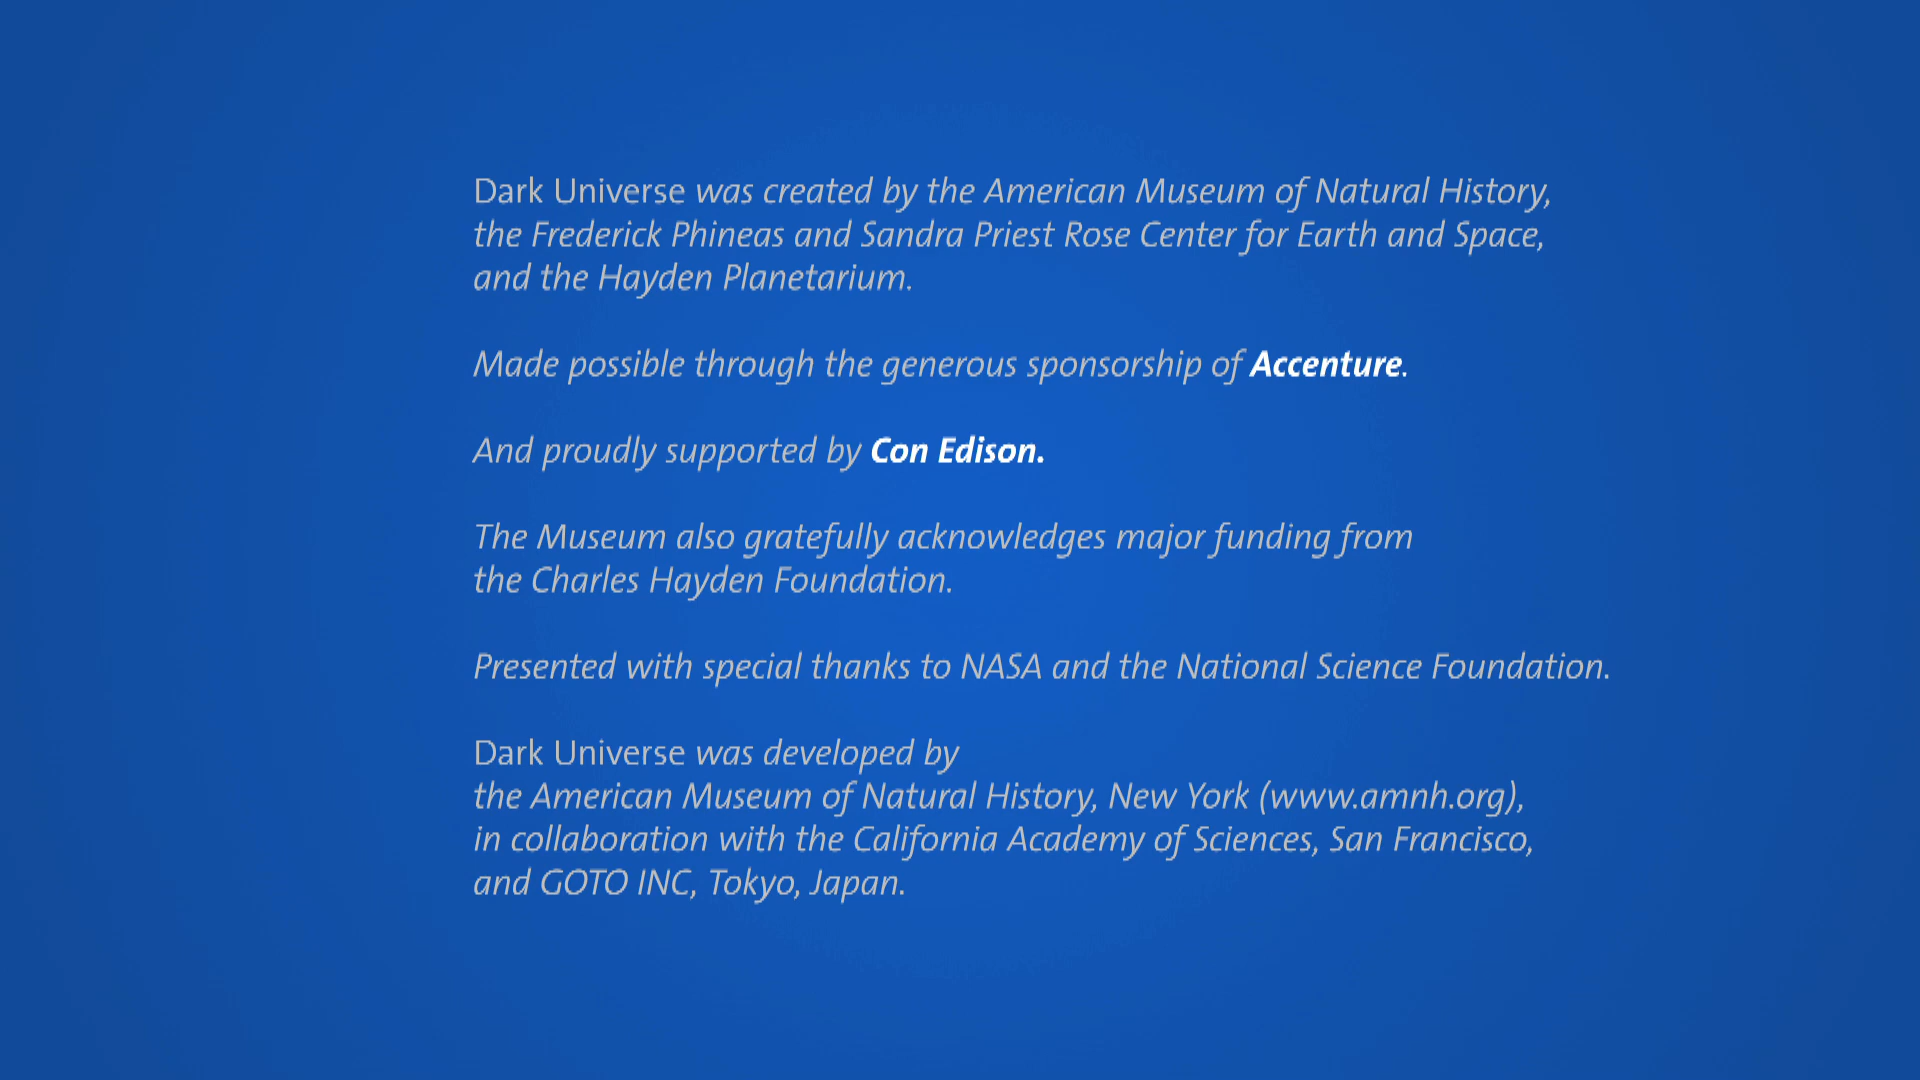 Dark Universe was created by the American Museum of Natural History,
the Frederick Phineas and Sandra Priest Rose Center for Earth and Space,
and the Hayden Planetarium.
Made possible through the generous sponsorship of Accenture.
And proudly supported by Con Edison.
The Museum also gratefully acknowledges major funding from
the Charles Hayden Foundation.
Presented with special thanks to NASA and the National Science Foundation.
Dark Universe was developed by
the American Museum of Natural History, New York (www.amnh.org),
in collaboration with the California Academy of Sciences, San Francisco,
and GOTO INC, Tokyo, Japan.